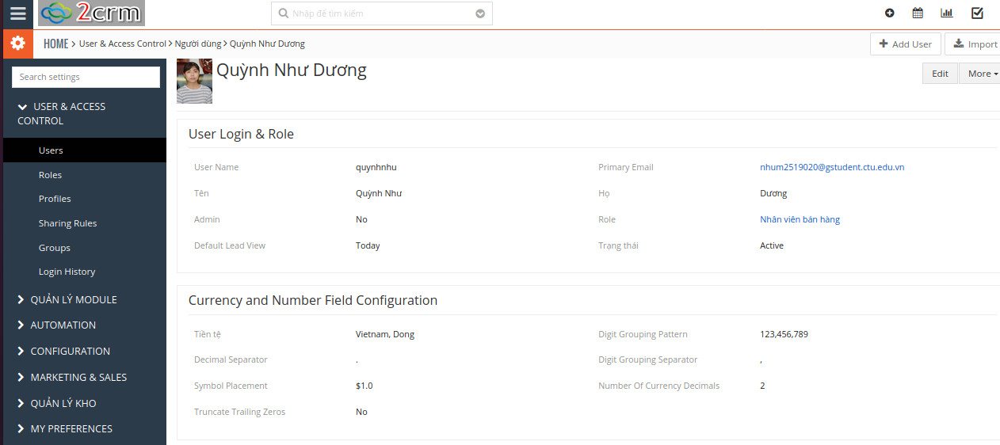 2crm
Nhập để tìm kiếm
HOME > User & Access Control > Người dùng > Quỳnh Như Dương
+ Add User
Import
Search settings
USER & ACCESS
CONTROL
Users
Roles
Profiles
Sharing Rules
Groups
Login History
QUẢN LÝ MODULE
AUTOMATION
CONFIGURATION
MARKETING & SALES
QUẢN LÝ KHO
MY PREFERENCES
Quỳnh Như Dương
Edit
More
User Login & Role
User Name quynhnhu Primary Email nhum2519020@gstudent.ctu.edu.vn
Tên Quỳnh Như Họ Dương
Admin No Role Nhân viên bán hàng
Default Lead View Today Trạng thái Active
Currency and Number Field Configuration
Tiền tệ Vietnam, Dong Digit Grouping Pattern 123,456,789
Decimal Separator . Digit Grouping Separator ,
Symbol Placement $1.0 Number Of Currency Decimals 2
Truncate Trailing Zeros No